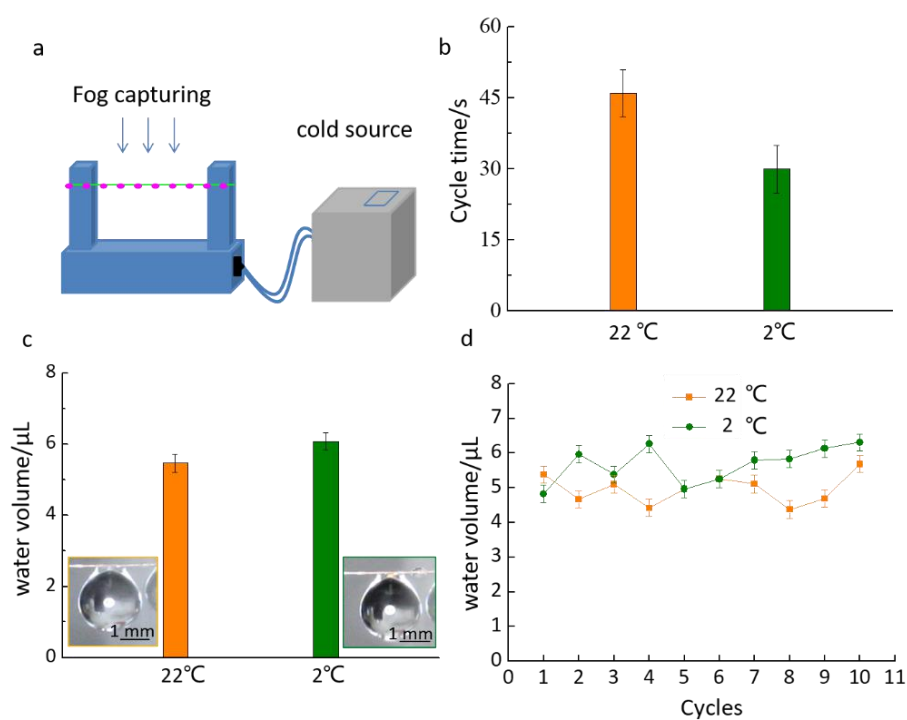 a
Fog capturing
cold source
b
Cycle time/s
60
45
30
15
0
22 ℃
2℃
c
water volume/μL
8
6
4
2
0
1 mm
1 mm
22℃
2℃
d
water volume/μL
8
7
6
5
4
3
2
1
0
22 ℃
2 ℃
0 1 2 3 4 5 6 7 8 9 10 11
Cycles